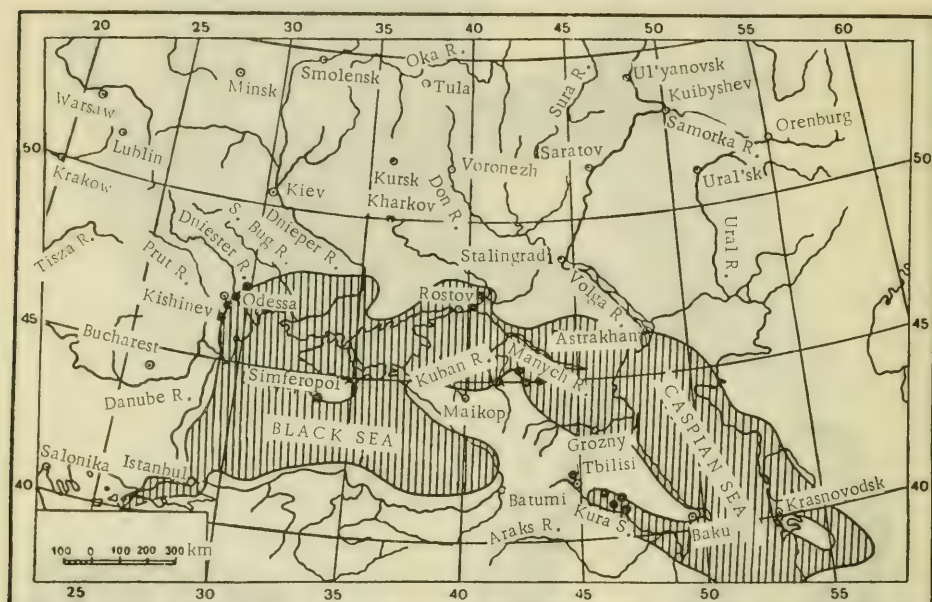 20 25 30 35 40 45 50 55 60
Oka R.
Smolensk
Minsk
Tula
Sura R.
Ul'yanovsk
Kuibyshev
Warsaw
Orenburg
Samorka R.
Lublin
50
Voronezh
Saratov
50
Krakow
Kiev
Kursk
Ural'sk
Kharkov
Don R.
Dnieper R.
S. Bug R.
Dniester R.
Tisza R.
Prut R.
Stalingrad
Ural R.
Volga R.
Kishinev
Odessa
Rostov
45
Astrakhan
45
Bucharest
Kuban R.
Manych R.
Simferopol
Danube R.
Maikop
CASPIAN SEA
BLACK SEA
Grozny
Salonika
Istanbul
Tbilisi
40
Batumi
Krasnovodsk
40
Kura S.
Araks R.
Baku
100 0 100 200 300 km
25 30 35 40 45 50 55